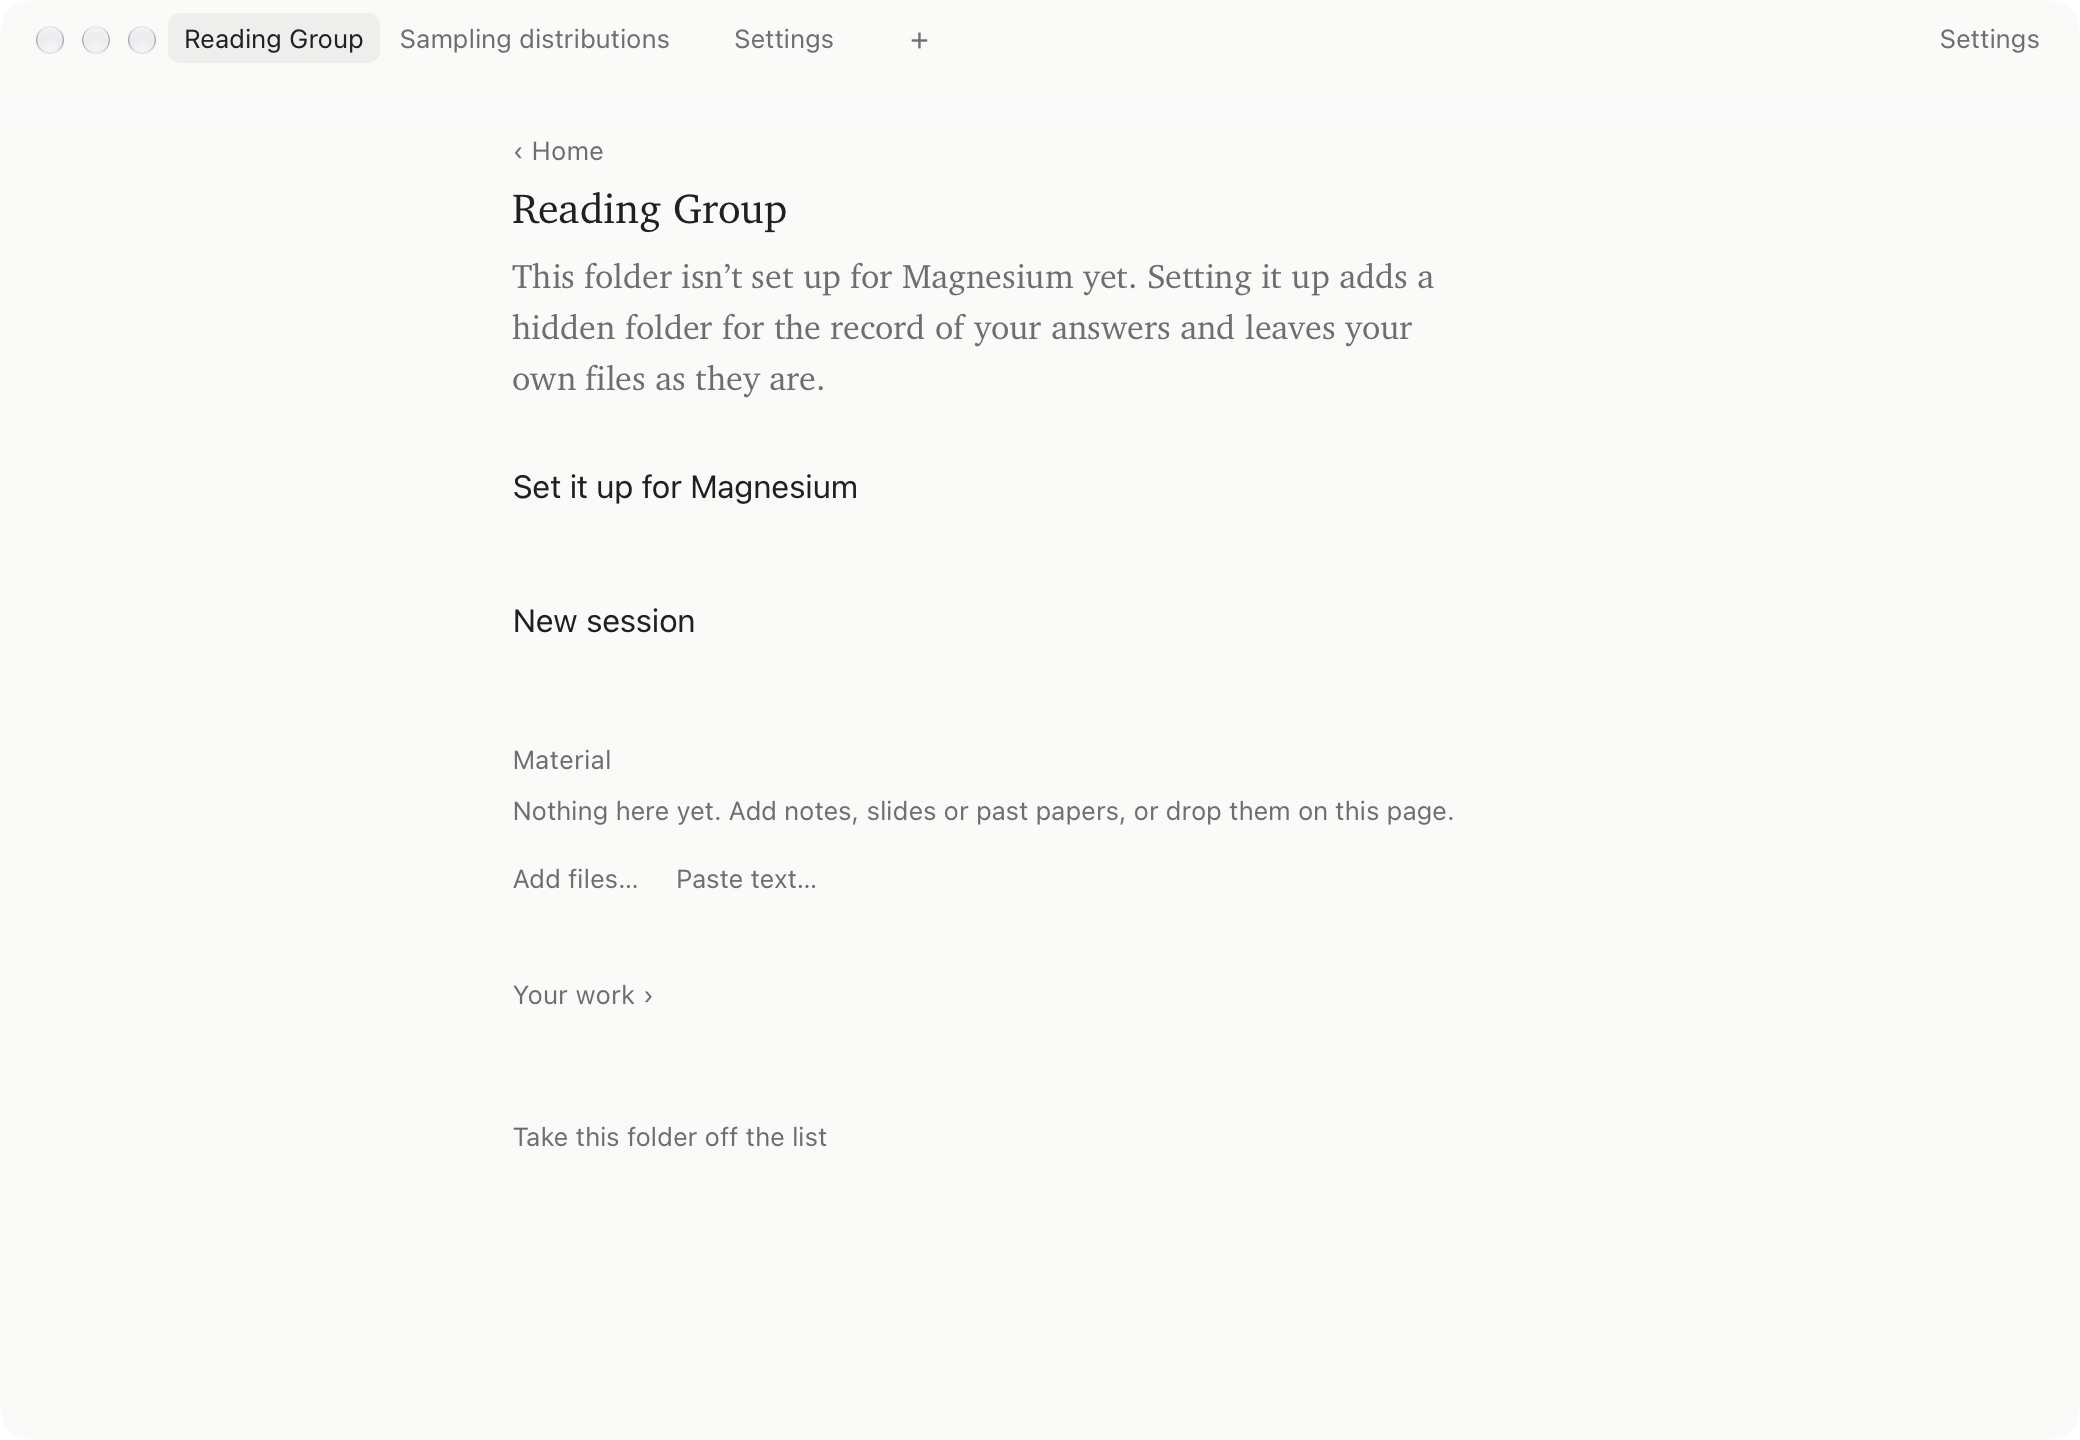 Reading Group
Sampling distributions
Settings
+
Settings
‹ Home
Reading Group
This folder isn’t set up for Magnesium yet. Setting it up adds a
hidden folder for the record of your answers and leaves your
own files as they are.
Set it up for Magnesium
New session
Material
Nothing here yet. Add notes, slides or past papers, or drop them on this page.
Add files… Paste text…
Your work ›
Take this folder off the list